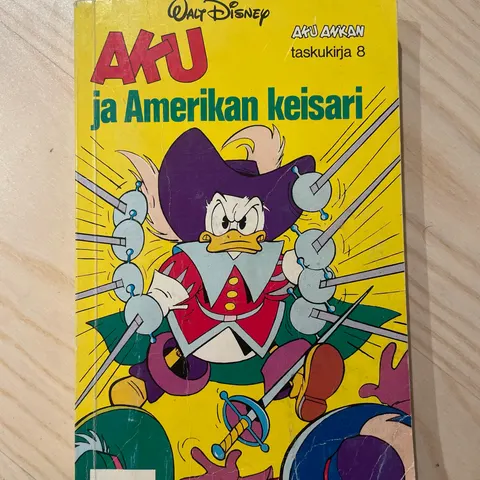 WALT DISNEY
AKU ANKAN
taskukirja 8
AKU
ja Amerikan keisari